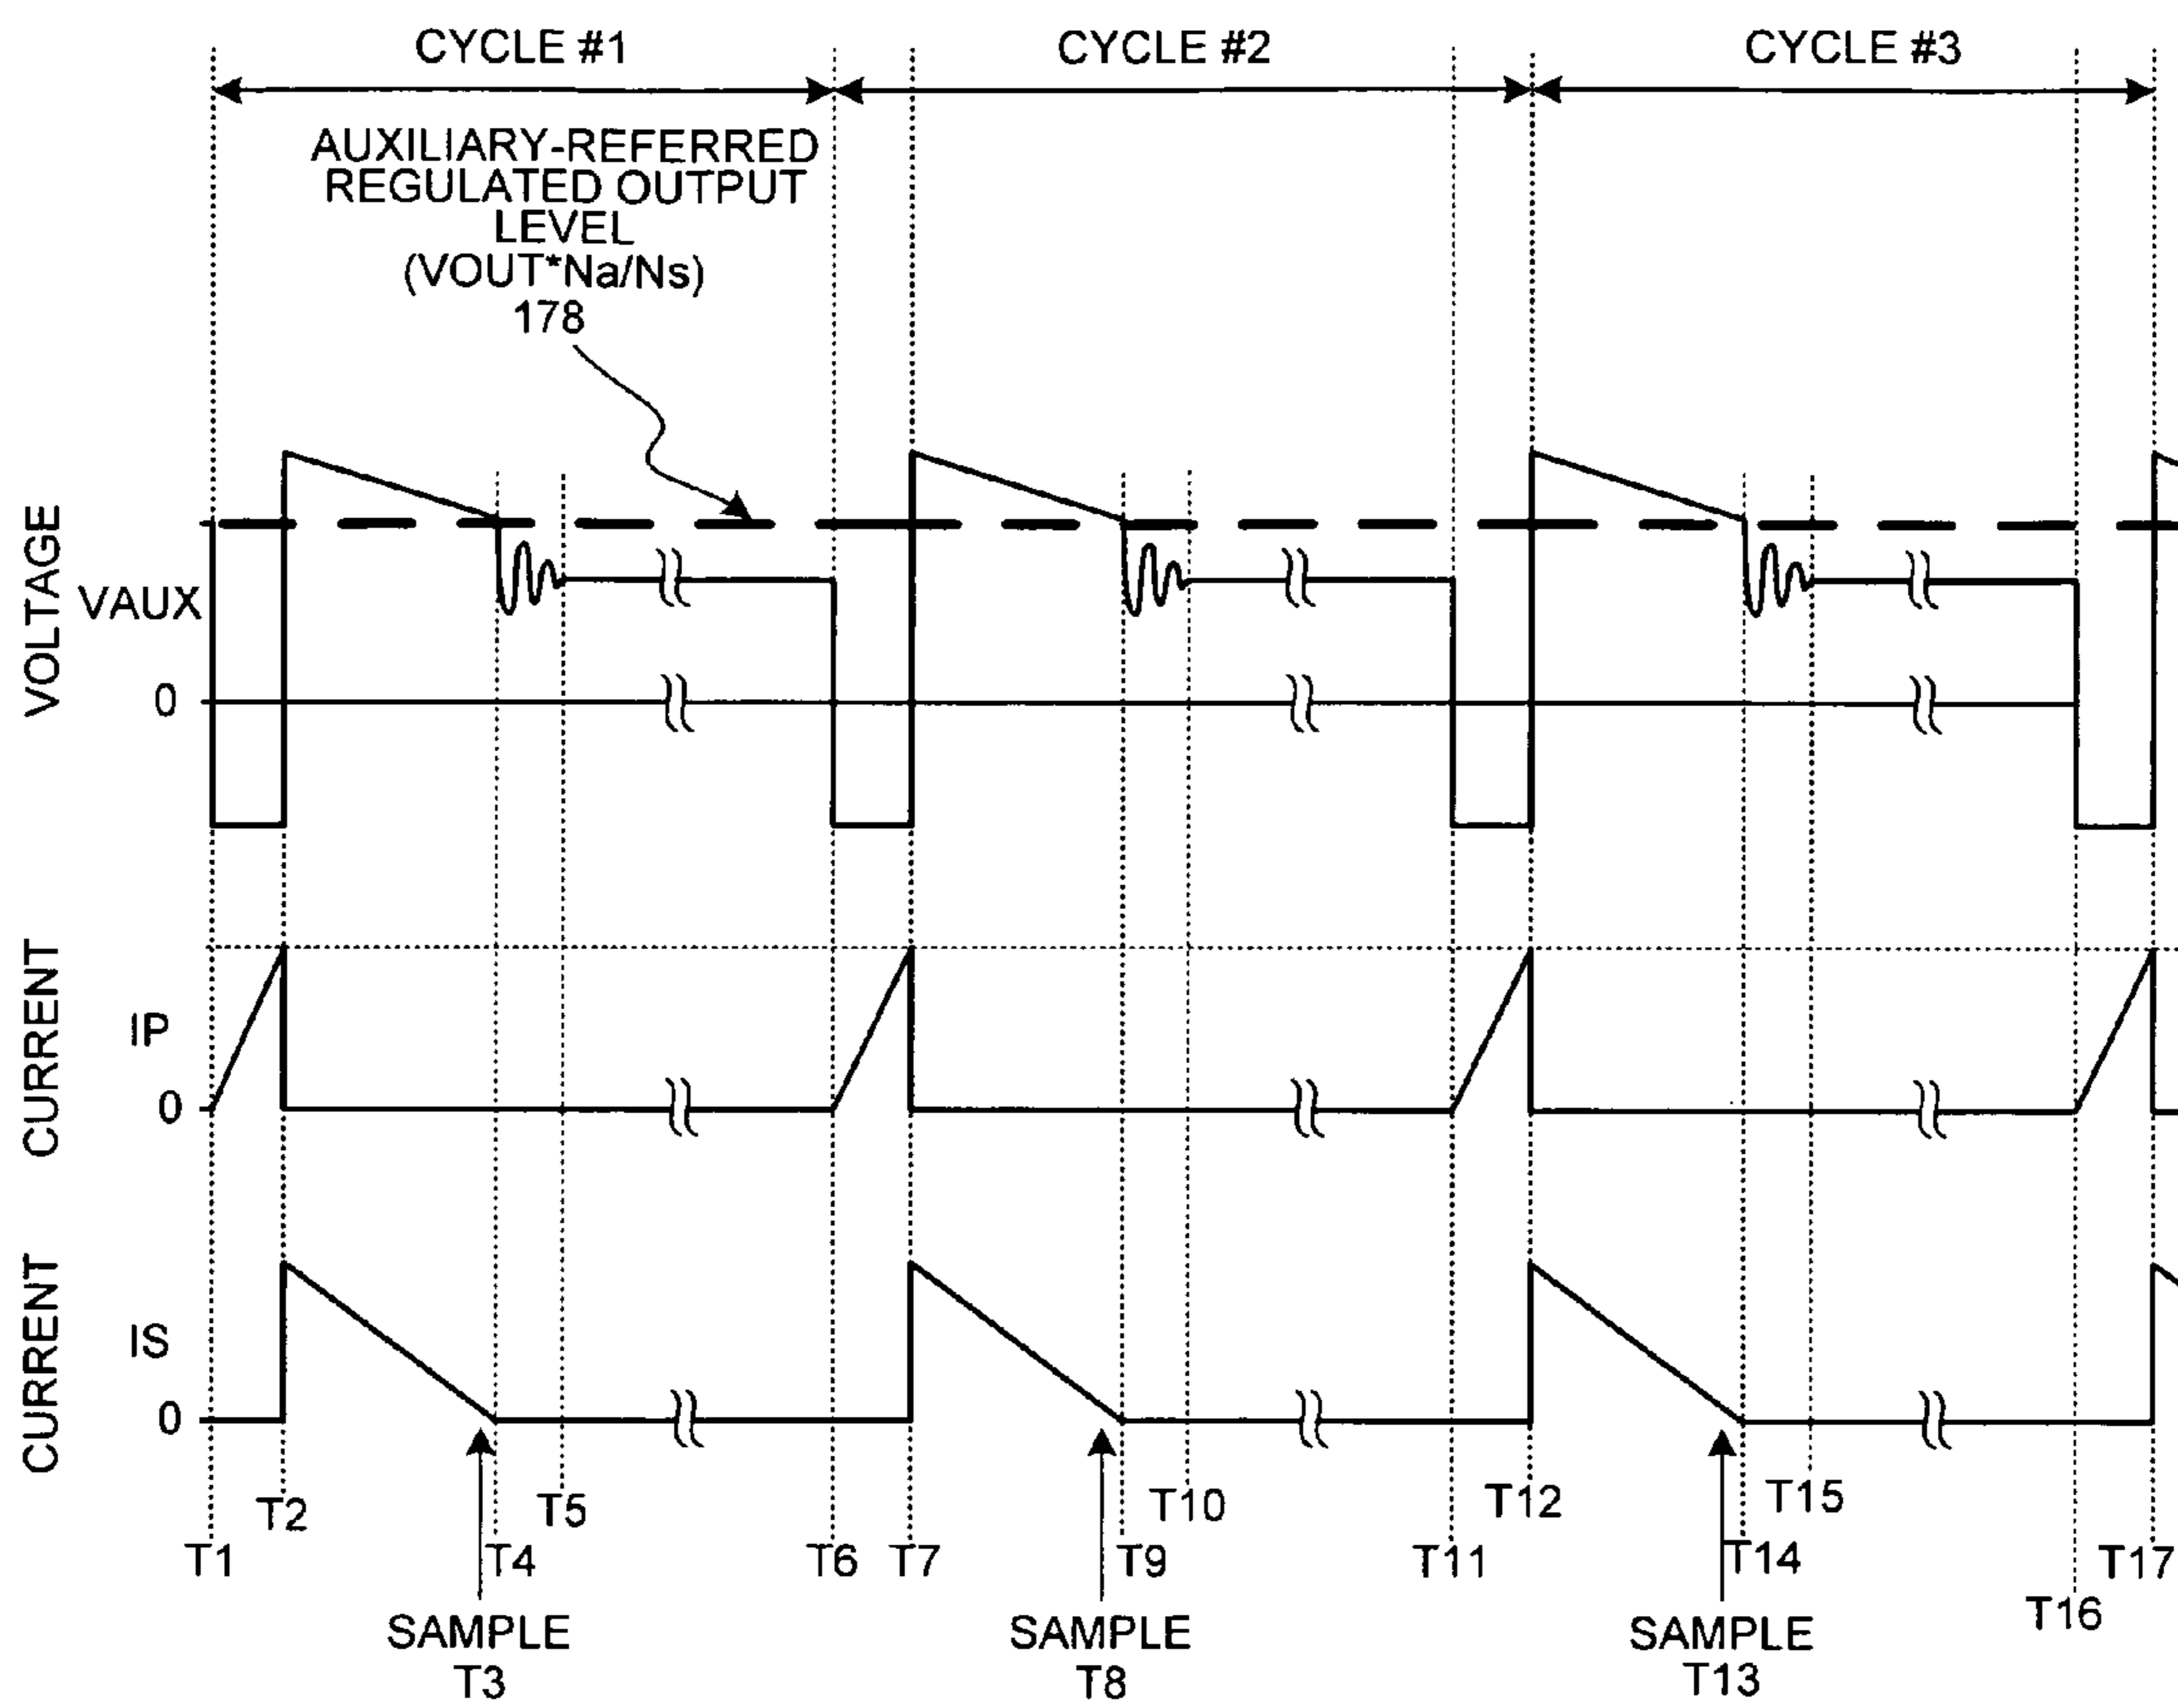 CYCLE #1
CYCLE #2
CYCLE #3
AUXILIARY-REFERRED
REGULATED OUTPUT
LEVEL
(VOUT*Na/Ns)
178
VOLTAGE
VAUX
0
CURRENT
IP
0
CURRENT
IS
0
T1
T2
T4
T5
T6
T7
T9
T10
T11
T12
T14
T15
T16
T17
SAMPLE
T3
SAMPLE
T8
SAMPLE
T13